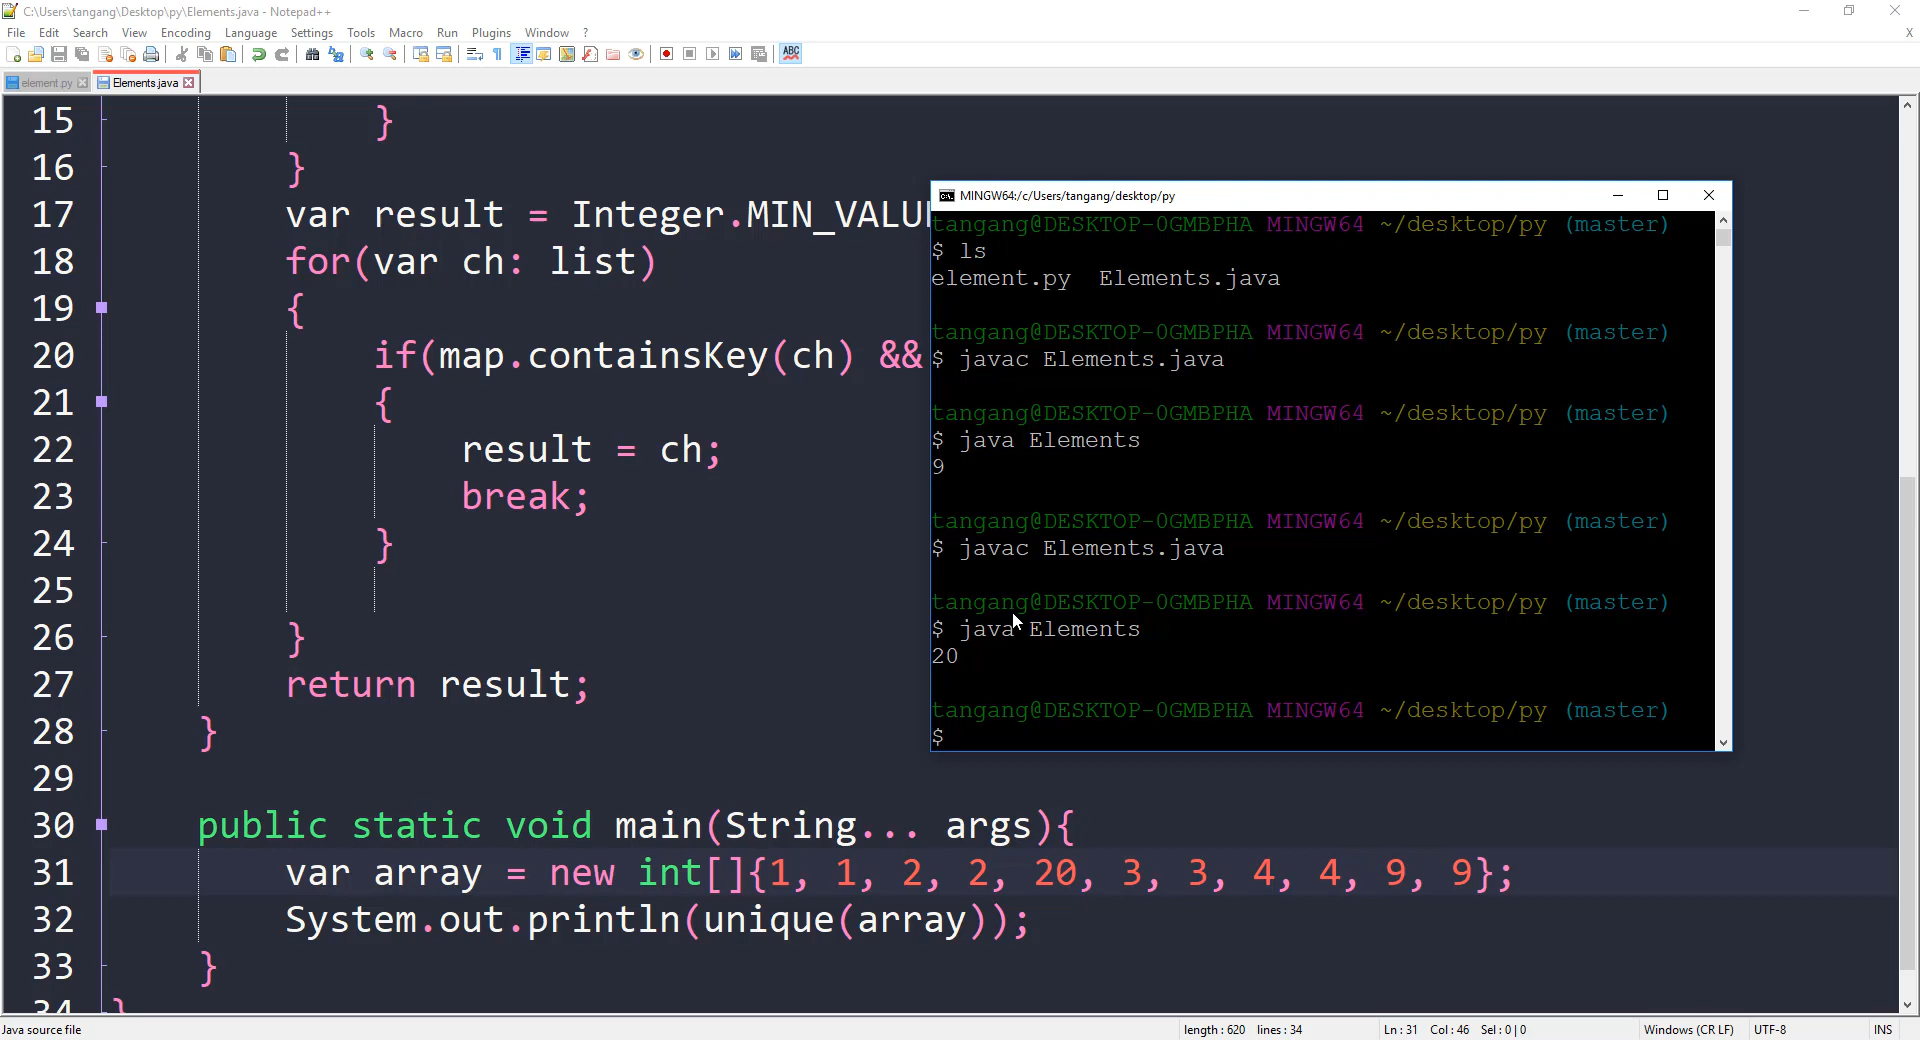 C:\Users\tangang\Desktop\py\Elements.java - Notepad++
File Edit Search View Encoding Language Settings Tools Macro Run Plugins Window ? X
ABC
element.py Elements.java
15 }
16 }
17 var result = Integer.MIN_VALU
18 for(var ch: list)
19 {
20 if(map.containsKey(ch) &&
21 {
22 result = ch;
23 break;
24 }
25
26 }
27 return result;
28 }
29
30 public static void main(String... args){
31 var array = new int[]{1, 1, 2, 2, 20, 3, 3, 4, 4, 9, 9};
32 System.out.println(unique(array));
33 }
34 }
MINGW64:/c/Users/tangang/desktop/py
tangang@DESKTOP-0GMBPHA MINGW64 ~/desktop/py (master)
$ ls
element.py Elements.java
tangang@DESKTOP-0GMBPHA MINGW64 ~/desktop/py (master)
$ javac Elements.java
tangang@DESKTOP-0GMBPHA MINGW64 ~/desktop/py (master)
$ java Elements
9
tangang@DESKTOP-0GMBPHA MINGW64 ~/desktop/py (master)
$ javac Elements.java
tangang@DESKTOP-0GMBPHA MINGW64 ~/desktop/py (master)
$ java Elements
20
tangang@DESKTOP-0GMBPHA MINGW64 ~/desktop/py (master)
$
Java source file length : 620 lines : 34 Ln : 31 Col : 46 Sel : 0 | 0 Windows (CR LF) UTF-8 INS